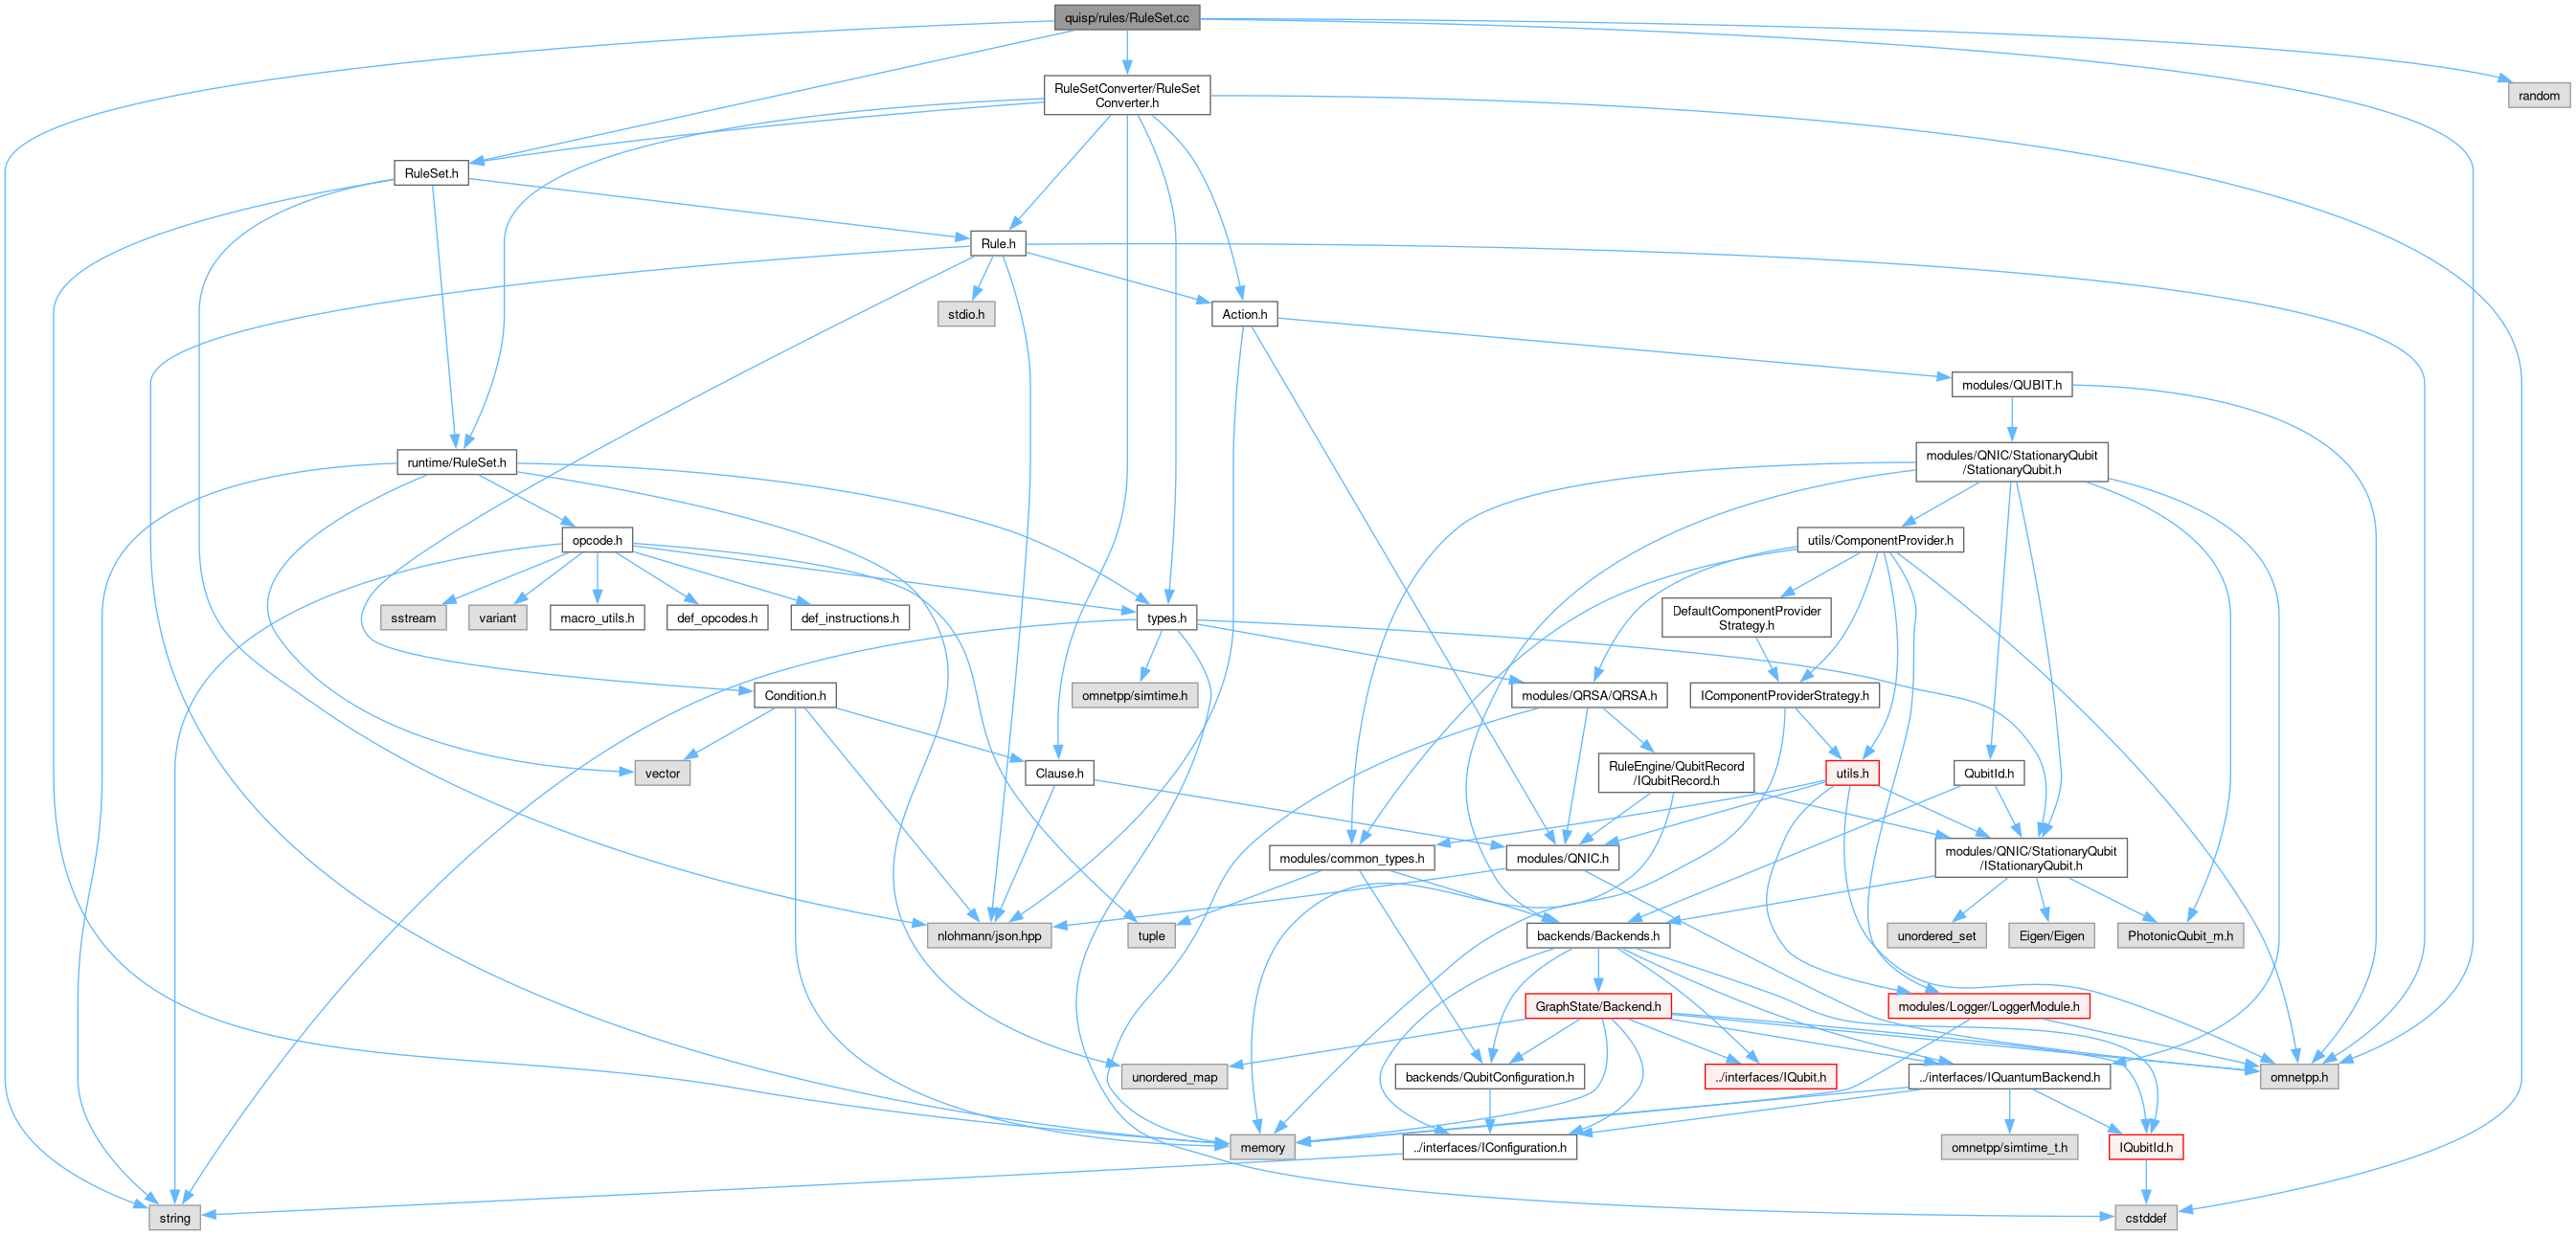 quisp/rules/RuleSet.cc
RuleSetConverter/RuleSet
Converter.h
random
RuleSet.h
Rule.h
stdio.h
Action.h
modules/QUBIT.h
runtime/RuleSet.h
modules/QNIC/StationaryQubit
/StationaryQubit.h
opcode.h
utils/ComponentProvider.h
sstream
variant
macro_utils.h
def_opcodes.h
def_instructions.h
types.h
DefaultComponentProvider
Strategy.h
Condition.h
omnetpp/simtime.h
modules/QRSA/QRSA.h
IComponentProviderStrategy.h
vector
Clause.h
RuleEngine/QubitRecord
/IQubitRecord.h
utils.h
QubitId.h
modules/common_types.h
modules/QNIC.h
modules/QNIC/StationaryQubit
/IStationaryQubit.h
nlohmann/json.hpp
tuple
backends/Backends.h
unordered_set
Eigen/Eigen
PhotonicQubit_m.h
GraphState/Backend.h
modules/Logger/LoggerModule.h
unordered_map
backends/QubitConfiguration.h
../interfaces/IQubit.h
../interfaces/IQuantumBackend.h
omnetpp.h
memory
../interfaces/IConfiguration.h
omnetpp/simtime_t.h
IQubitId.h
string
cstddef